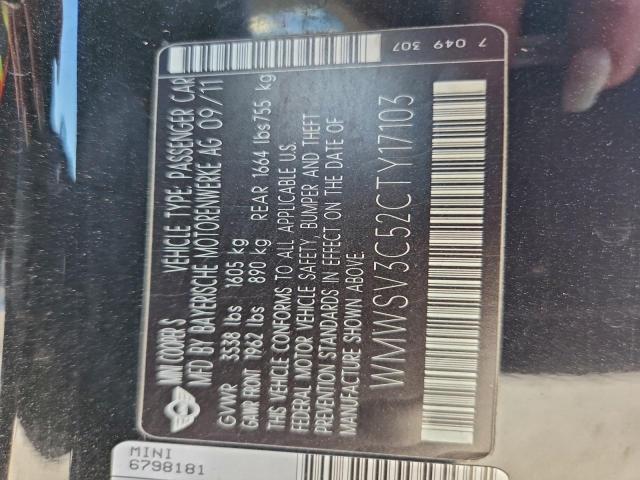 MINI COOPER S VEHICLE TYPE: PASSENGER CAR
MFD BY BAYERISCHE MOTORENWERKE AG 09/11
GVWR 3538 lbs 1605 kg
GAWR FRONT 1962 lbs 890 kg REAR 1664 lbs 755 kg
THIS VEHICLE CONFORMS TO ALL APPLICABLE U.S.
FEDERAL MOTOR VEHICLE SAFETY, BUMPER AND THEFT
PREVENTION STANDARDS IN EFFECT ON THE DATE OF
MANUFACTURE SHOWN ABOVE.
WMWSV3C52CTY17103
7 049 307
MINI
6798181